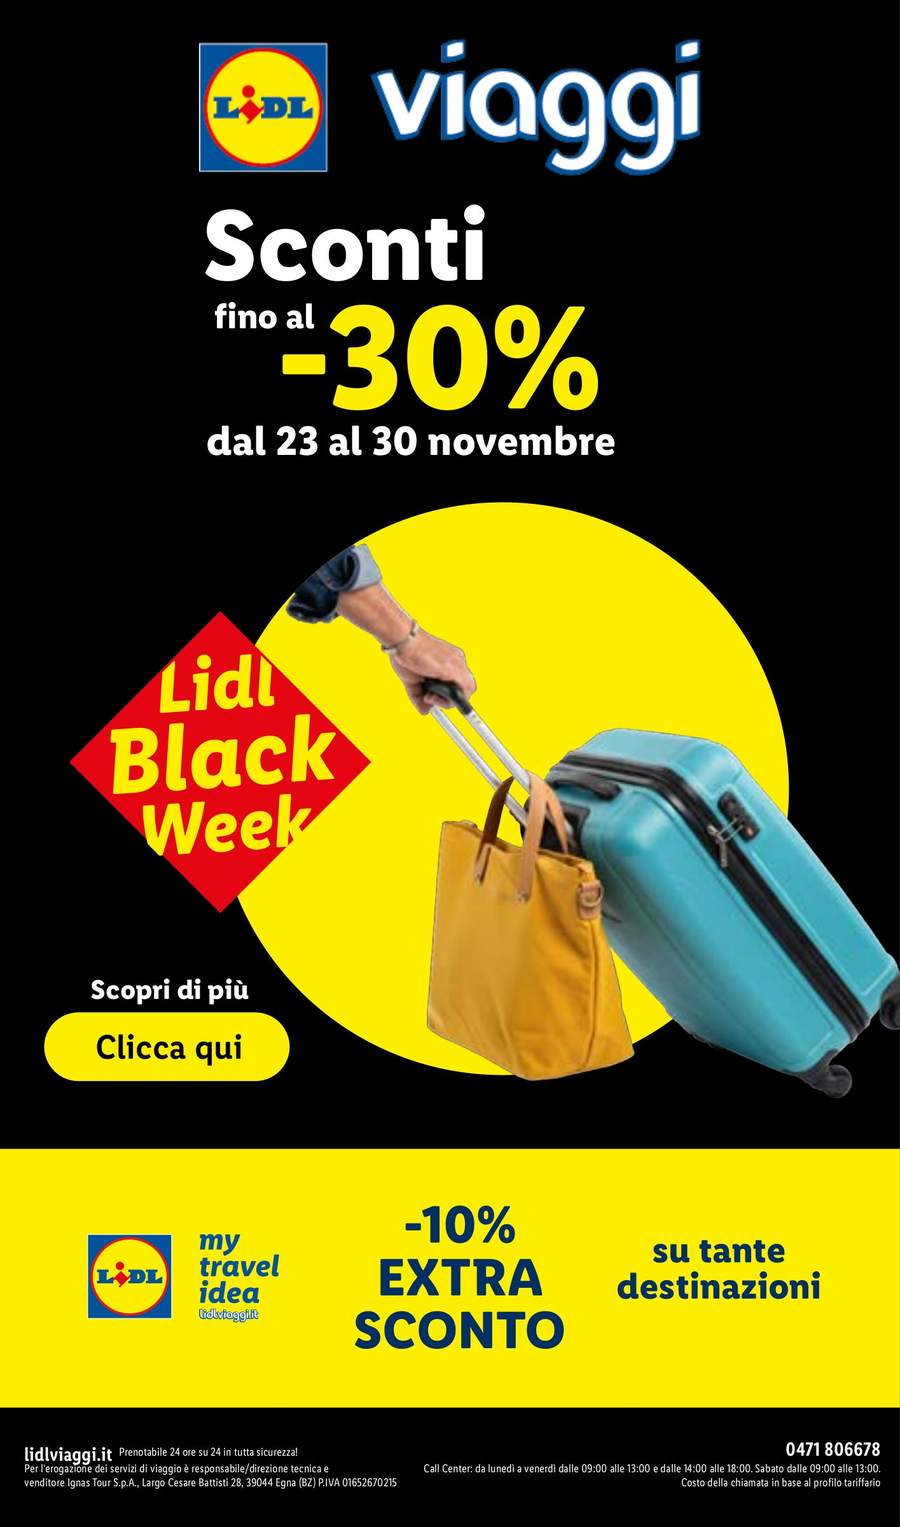 LIDL viaggi
Sconti
fino al
-30%
dal 23 al 30 novembre
Lidl
Black
Week
Scopri di più
Clicca qui
LIDL
my
travel
idea
lidlviaggi.it
-10%
EXTRA
SCONTO
su tante
destinazioni
lidlviaggi.it Prenotabile 24 ore su 24 in tutta sicurezza!
Per l'erogazione dei servizi di viaggio è responsabile/direzione tecnica e
venditore Ignas Tour S.p.A., Largo Cesare Battisti 28, 39044 Egna (BZ) P.IVA 01652670215
0471 806678
Call Center: da lunedì a venerdì dalle 09:00 alle 13:00 e dalle 14:00 alle 18:00. Sabato dalle 09:00 alle 13:00.
Costo della chiamata in base al profilo tariffario